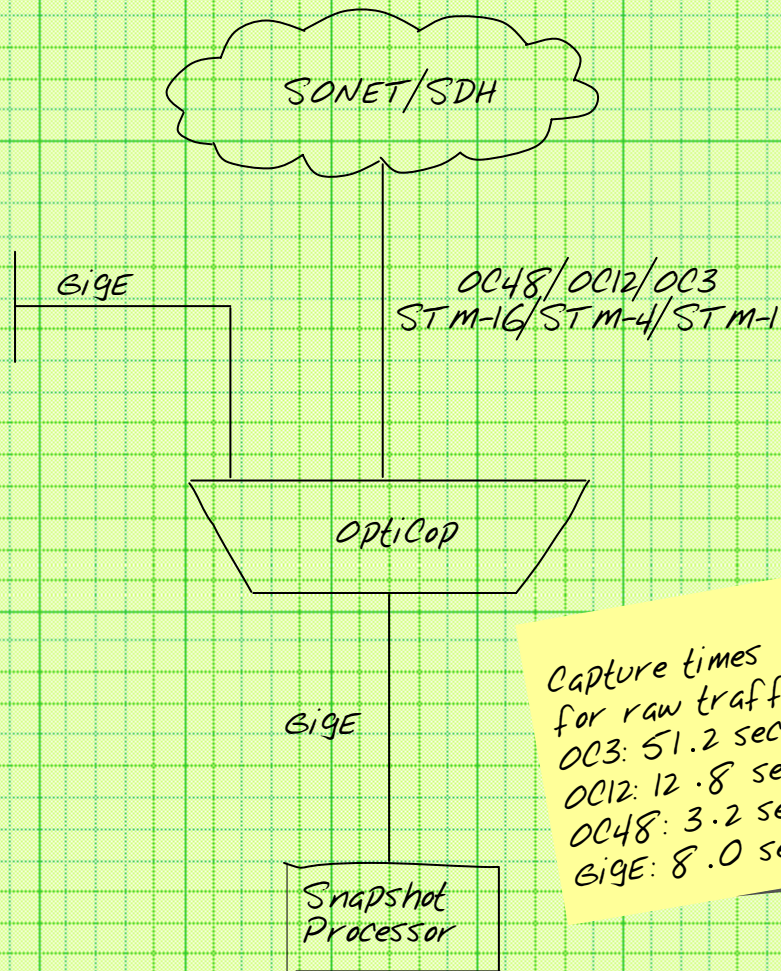 SONET/SDH
GigE
OC48/OC12/OC3
STM-16/STM-4/STM-1
OptiCop
GigE
Capture times
for raw traff
OC3: 51.2 sec
OC12: 12.8 se
OC48: 3.2 se
GigE: 8.0 se
Snapshot
Processor